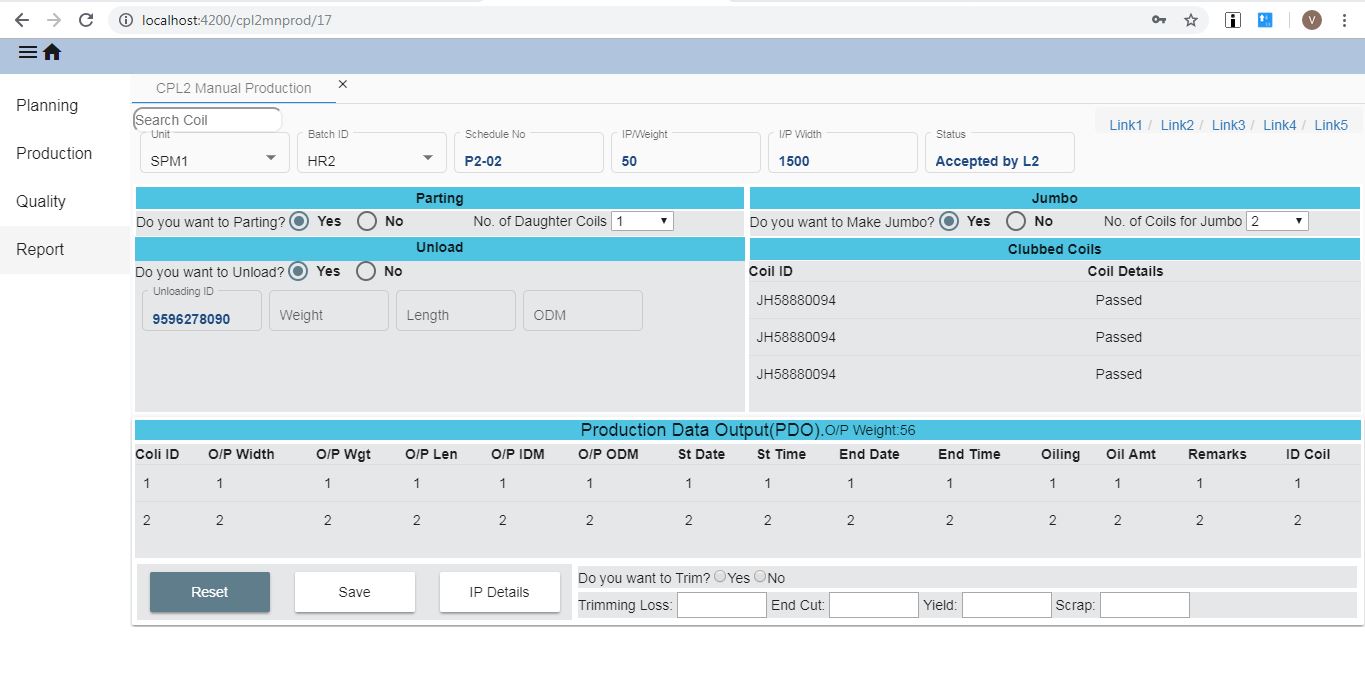 localhost:4200/cpl2mnprod/17
V
CPL2 Manual Production ×
Planning
Production
Quality
Report
Search Coil
Link1 / Link2 / Link3 / Link4 / Link5
Unit Batch ID Schedule No IP/Weight I/P Width Status
SPM1 HR2 P2-02 50 1500 Accepted by L2
Parting
Do you want to Parting? Yes No No. of Daughter Coils 1
Unload
Do you want to Unload? Yes No
Unloading ID
9596278090 Weight Length ODM
Jumbo
Do you want to Make Jumbo? Yes No No. of Coils for Jumbo 2
Clubbed Coils
Coil ID Coil Details
JH58880094 Passed
JH58880094 Passed
JH58880094 Passed
Production Data Output(PDO).O/P Weight:56
Coli ID O/P Width O/P Wgt O/P Len O/P IDM O/P ODM St Date St Time End Date End Time Oiling Oil Amt Remarks ID Coil
1 1 1 1 1 1 1 1 1 1 1 1 1 1
2 2 2 2 2 2 2 2 2 2 2 2 2 2
Reset Save IP Details
Do you want to Trim? Yes No
Trimming Loss: End Cut: Yield: Scrap: